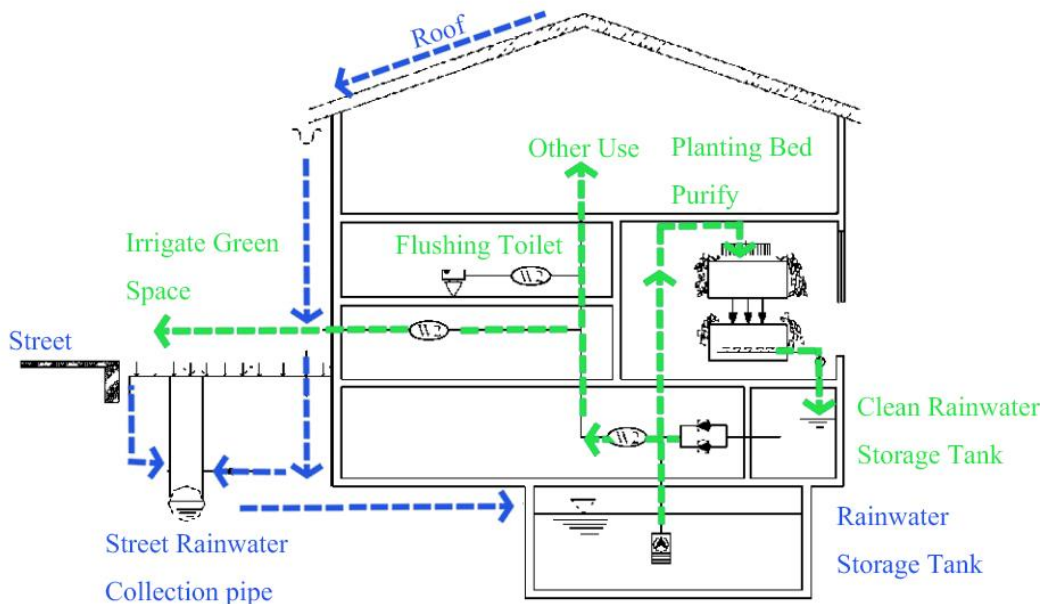 Roof
Other Use
Planting Bed
Purify
Irrigate Green
Space
Flushing Toilet
Street
Clean Rainwater
Storage Tank
Street Rainwater
Collection pipe
Rainwater
Storage Tank